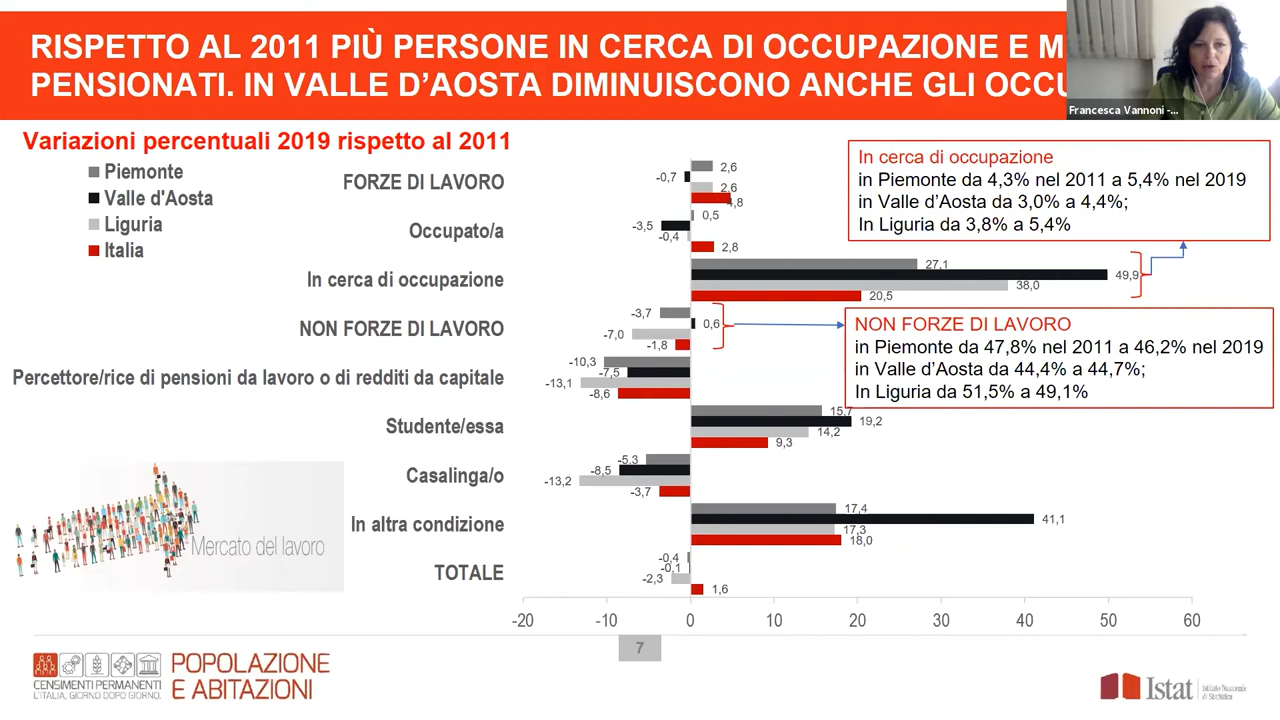 RISPETTO AL 2011 PIÙ PERSONE IN CERCA DI OCCUPAZIONE E M
PENSIONATI. IN VALLE D’AOSTA DIMINUISCONO ANCHE GLI OCCU
Francesca Vannoni -...
Variazioni percentuali 2019 rispetto al 2011
Piemonte
Valle d'Aosta
Liguria
Italia
FORZE DI LAVORO
2,6
-0,7
2,6
4,8
Occupato/a
0,5
-3,5
-0,4
2,8
In cerca di occupazione
27,1
49,9
38,0
20,5
NON FORZE DI LAVORO
-3,7
0,6
-7,0
-1,8
Percettore/rice di pensioni da lavoro o di redditi da capitale
-10,3
-7,5
-13,1
-8,6
Studente/essa
15,7
19,2
14,2
9,3
Casalinga/o
-5,3
-8,5
-13,2
-3,7
In altra condizione
17,4
41,1
17,3
18,0
TOTALE
-0,4
-0,1
-2,3
1,6
-20 -10 0 10 20 30 40 50 60
In cerca di occupazione
in Piemonte da 4,3% nel 2011 a 5,4% nel 2019
in Valle d’Aosta da 3,0% a 4,4%;
In Liguria da 3,8% a 5,4%
NON FORZE DI LAVORO
in Piemonte da 47,8% nel 2011 a 46,2% nel 2019
in Valle d’Aosta da 44,4% a 44,7%;
In Liguria da 51,5% a 49,1%
Mercato del lavoro
7
CENSIMENTI PERMANENTI
L'ITALIA, GIORNO DOPO GIORNO.
POPOLAZIONE
E ABITAZIONI
Istat
Istituto Nazionale
di Statistica